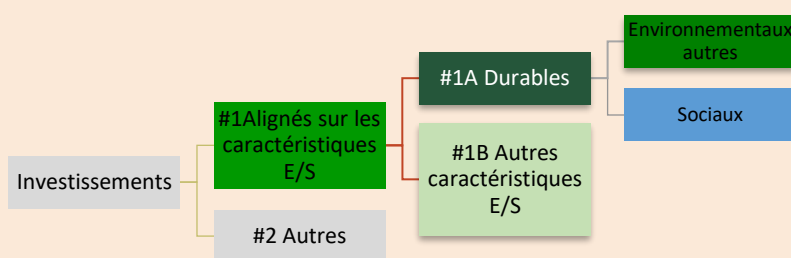 Investissements
#1Alignés sur les
caractéristiques
E/S
#2 Autres
#1A Durables
#1B Autres
caractéristiques
E/S
Environnementaux
autres
Sociaux